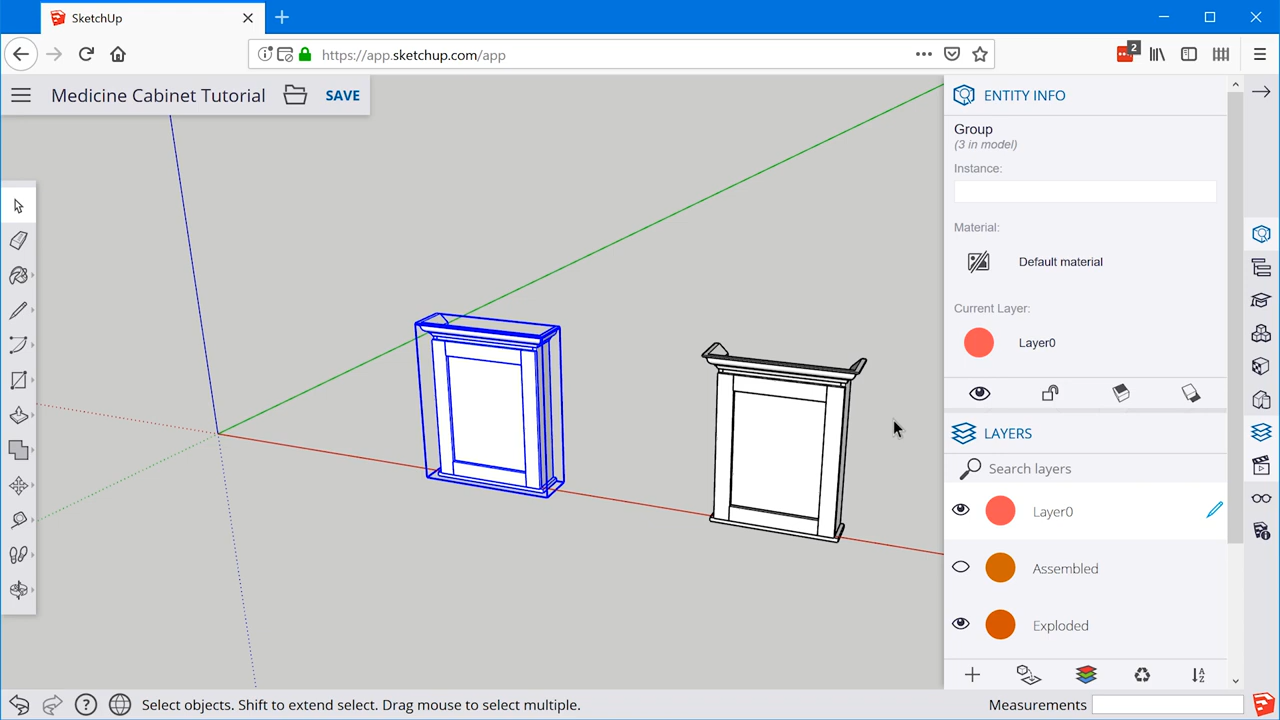 SketchUp
https://app.sketchup.com/app
2
Medicine Cabinet Tutorial
SAVE
ENTITY INFO
Group
(3 in model)
Instance:
Material:
Default material
Current Layer:
Layer0
LAYERS
Search layers
Layer0
Assembled
Exploded
A
Z
Select objects. Shift to extend select. Drag mouse to select multiple.
Measurements